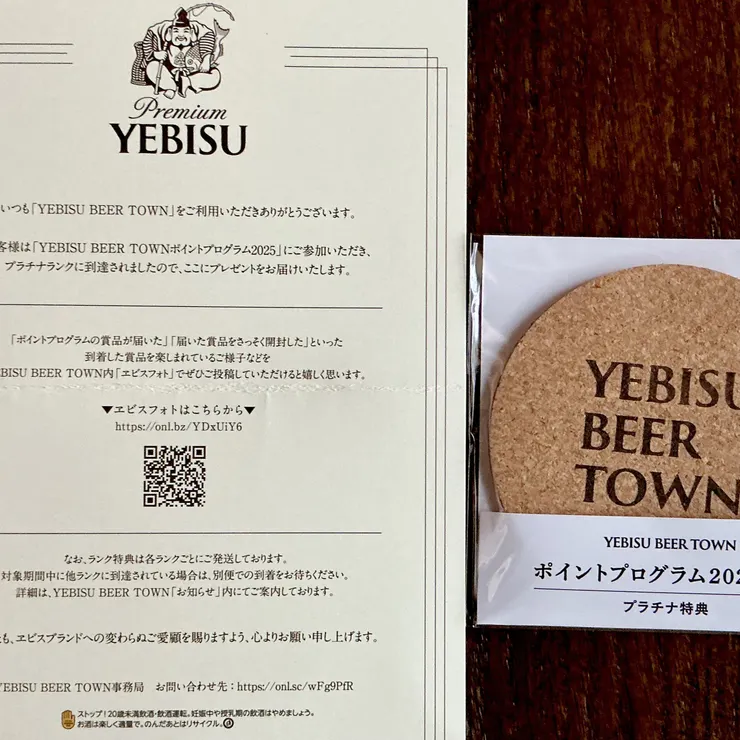 Premium
YEBISU
いつも「YEBISU BEER TOWN」をご利用いただきありがとうございます。
客様は「YEBISU BEER TOWNポイントプログラム2025」にご参加いただき、
プラチナランクに到達されましたので、ここにプレゼントをお届けいたします。
「ポイントプログラムの賞品が届いた」「届いた賞品をさっそく開封した」といった
到着した賞品を楽しまれているご様子などを
EBISU BEER TOWN内「ヱビスフォト」でぜひご投稿していただけると嬉しく思います。
▼ヱビスフォトはこちらから▼
https://onl.bz/YDxUiY6
なお、ランク特典は各ランクごとにご発送しております。
対象期間中に他ランクに到達されている場合は、別便での到着をお待ちください。
詳細は、YEBISU BEER TOWN「お知らせ」内にてご案内しております。
も、ヱビスブランドへの変わらぬご愛顧を賜りますよう、心よりお願い申し上げます。
YEBISU BEER TOWN事務局 お問い合わせ先：https://onl.sc/wFg9PfR
ストップ！20歳未満飲酒・飲酒運転。妊娠中や授乳期の飲酒はやめましょう。
お酒は楽しく適量で。のんだあとはリサイクル。
YEBISU
BEER
TOWN
YEBISU BEER TOWN
ポイントプログラム202
プラチナ特典